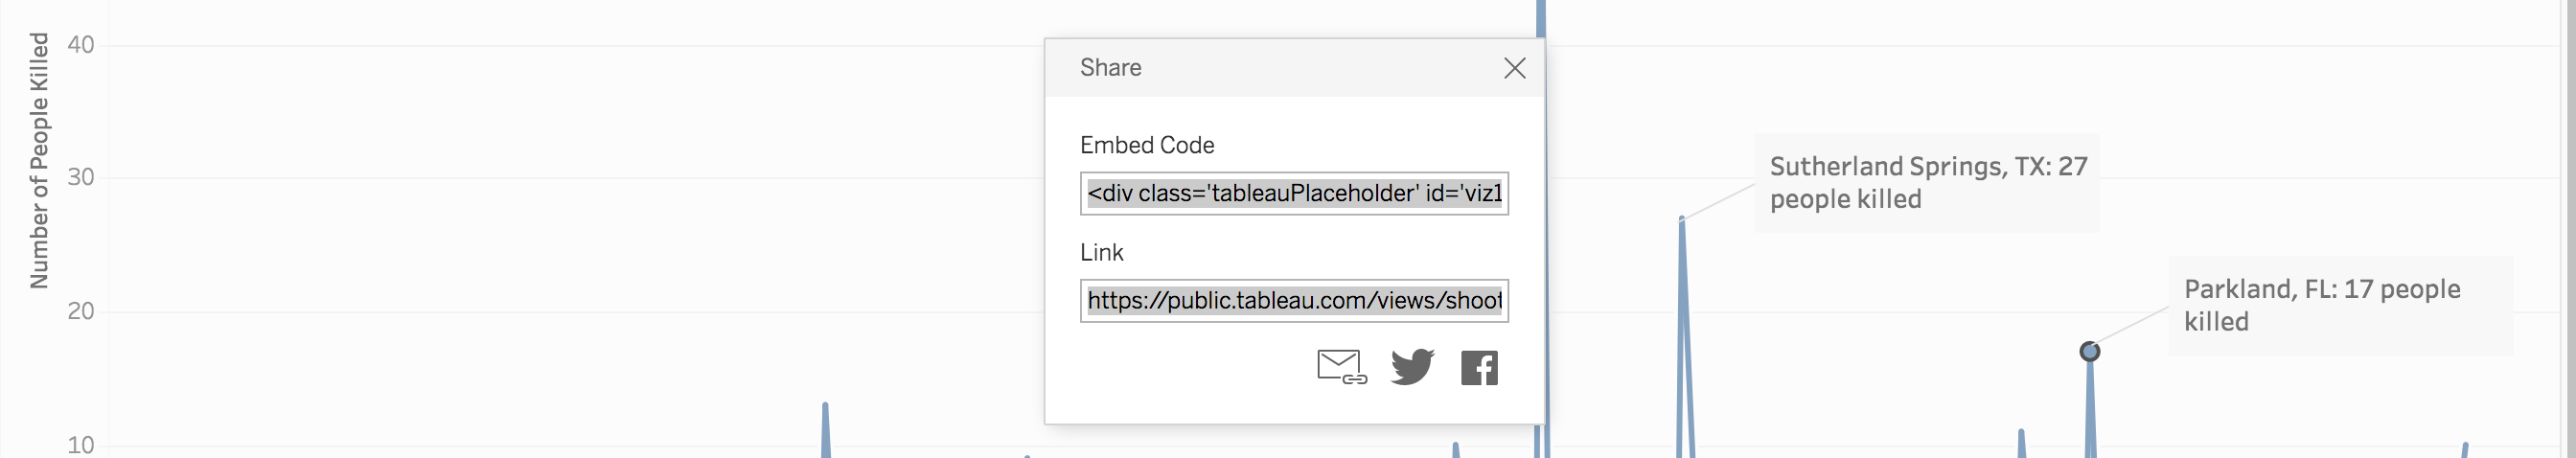 Number of People Killed
40
30
20
10
Share
Embed Code
<div class='tableauPlaceholder' id='viz1
Link
https://public.tableau.com/views/shoot
Sutherland Springs, TX: 27
people killed
Parkland, FL: 17 people
killed